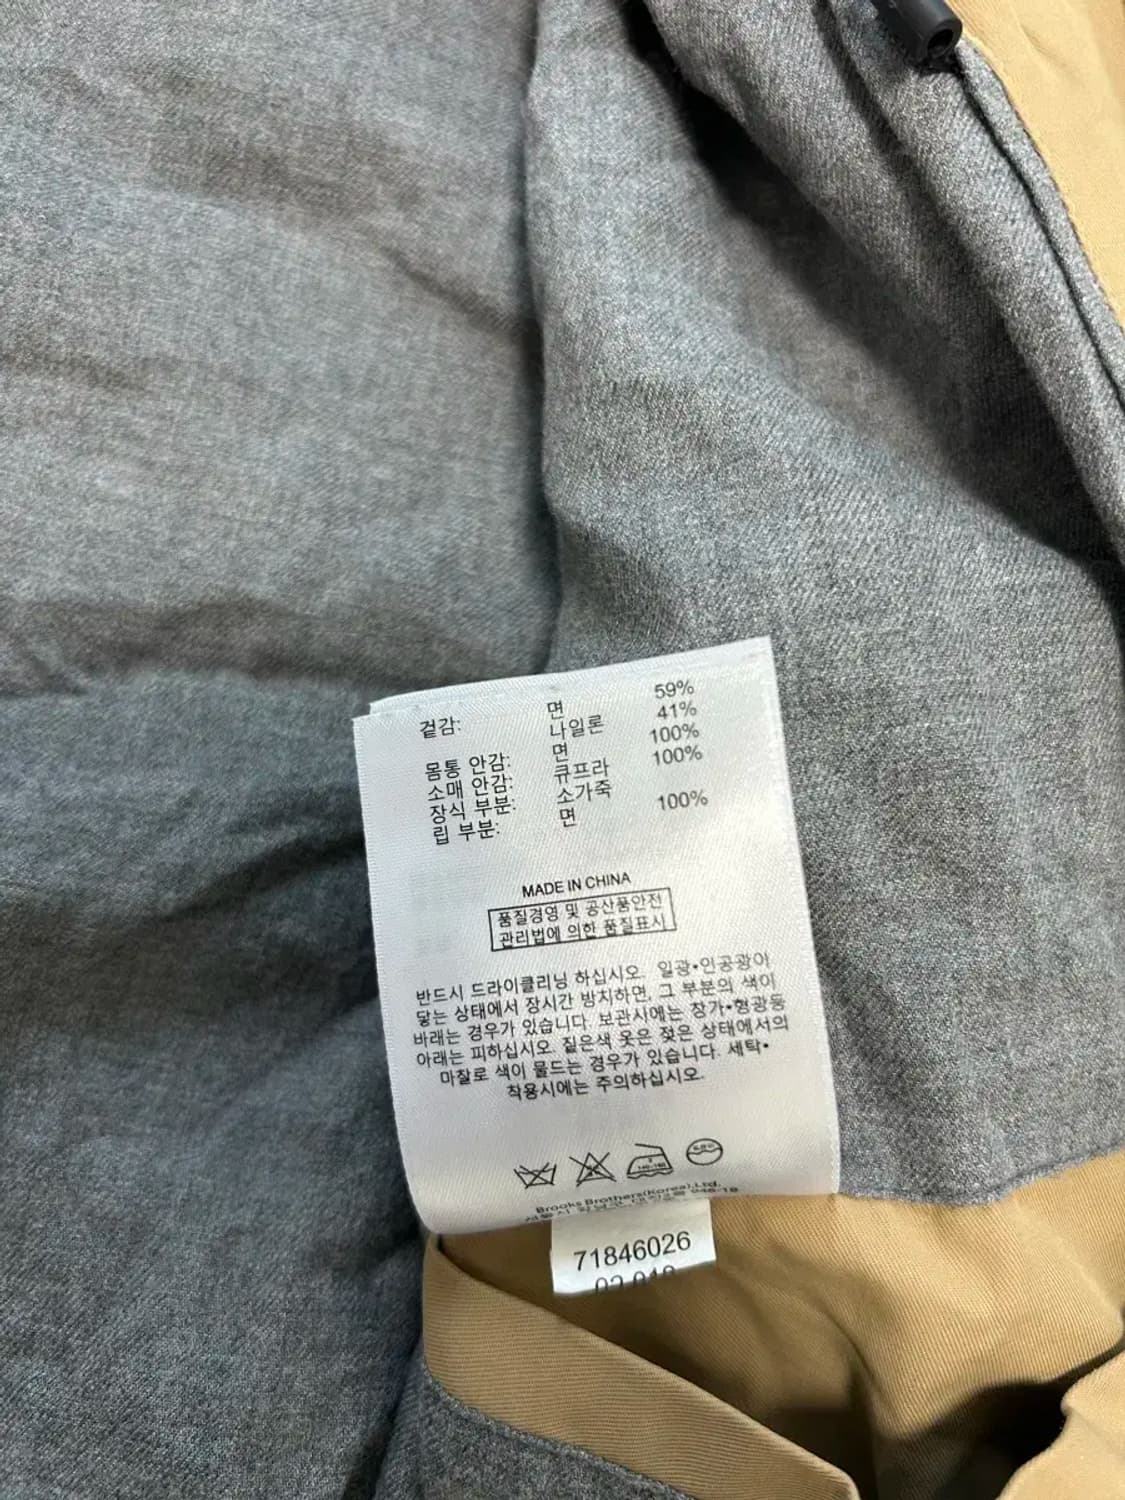 겉감: 면 59%
나일론 41%
몸통 안감: 면 100%
소매 안감: 큐프라 100%
장식 부분: 소가죽
립 부분: 면 100%
MADE IN CHINA
품질경영 및 공산품안전
관리법에 의한 품질표시
반드시 드라이클리닝 하십시오. 일광•인공광이
닿는 상태에서 장시간 방치하면, 그 부분의 색이
바래는 경우가 있습니다. 보관시에는 창가•형광등
아래는 피하십시오. 짙은색 옷은 젖은 상태에서의
마찰로 색이 물드는 경우가 있습니다. 세탁•
착용시에는 주의하십시오.
Brooks Brothers(Korea),Ltd.
946-18
71846026